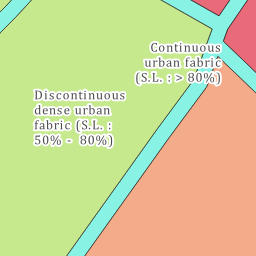 Continuous
urban fabric
(S.L. : > 80%)
Discontinuous
dense urban
fabric (S.L. :
50% - 80%)